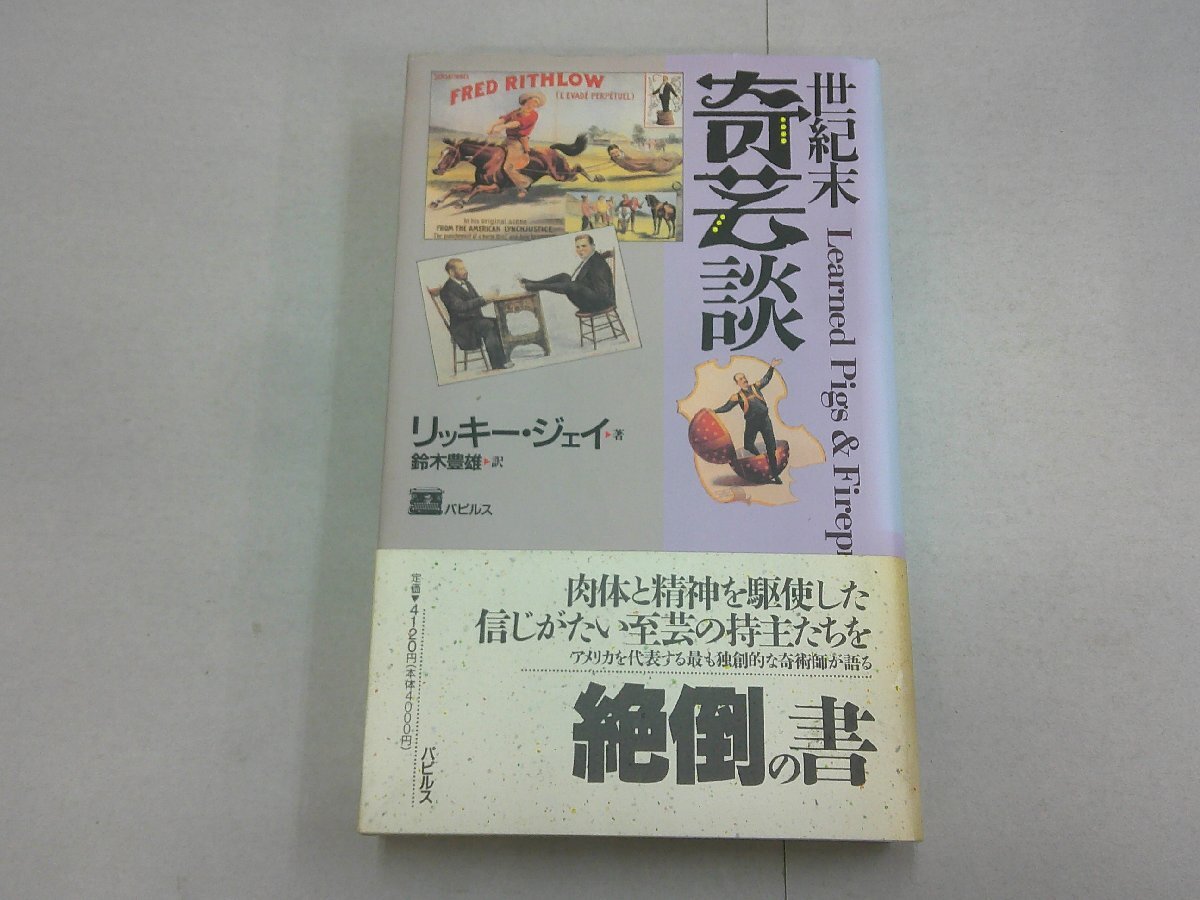 世紀末
奇芸談
Learned Pigs & Firepr
FRED RITHLOW
(L'EVADÉ PERPÉTUEL)
In his Original scene
FROM THE AMERICAN LYNCHJUSTICE
リッキー・ジェイ▶著
鈴木豊雄▶訳
パピルス
肉体と精神を駆使した
信じがたい至芸の持主たちを
アメリカを代表する最も独創的な奇術師が語る
絶倒の書
定価▼4120円(本体4000円)
パピルス